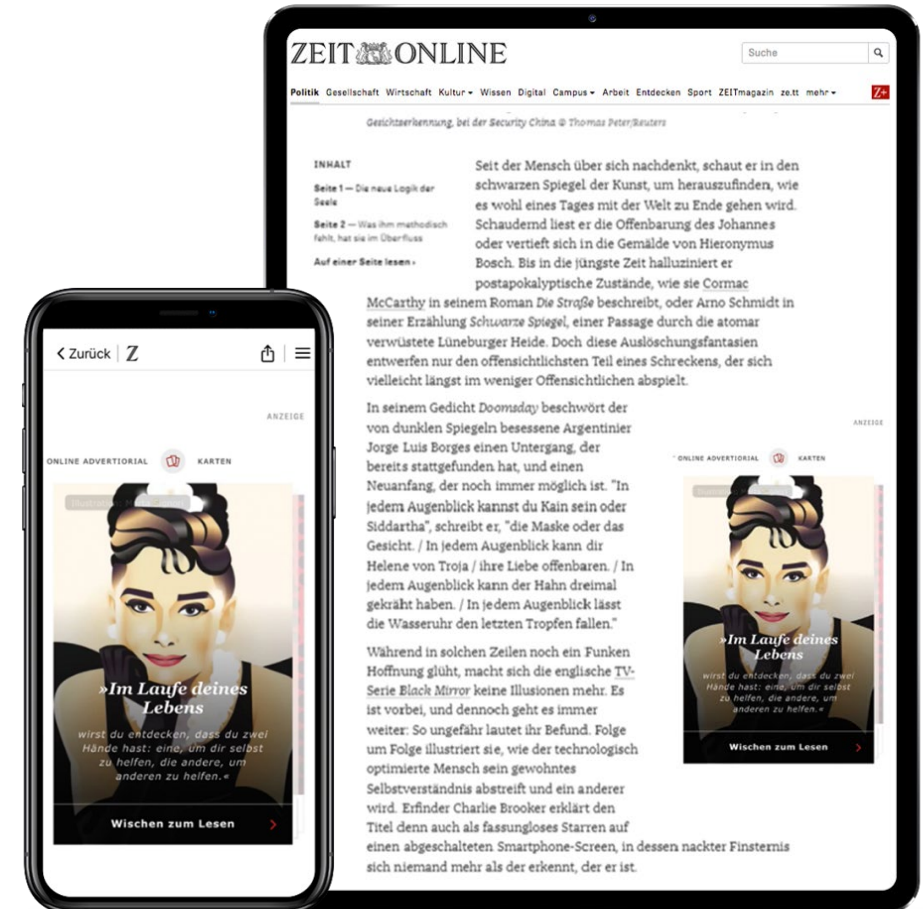 ZEIT ONLINE
Suche
Politik Gesellschaft Wirtschaft Kultur Wissen Digital Campus Arbeit Entdecken Sport ZEITmagazin ze.tt mehr Z+
Gesichtserkennung, bei der Security China © Thomas Peter/Reuters
INHALT
Seite 1 — Die neue Logik der
Seele
Seite 2 — Was ihm methodisch
fehlt, hat sie im Überfluss
Auf einer Seite lesen ›
Seit der Mensch über sich nachdenkt, schaut er in den
schwarzen Spiegel der Kunst, um herauszufinden, wie
es wohl eines Tages mit der Welt zu Ende gehen wird.
Schaudernd liest er die Offenbarung des Johannes
oder vertieft sich in die Gemälde von Hieronymus
Bosch. Bis in die jüngste Zeit halluziniert er
postapokalyptische Zustände, wie sie Cormac
McCarthy in seinem Roman Die Straße beschreibt, oder Arno Schmidt in
seiner Erzählung Schwarze Spiegel, einer Passage durch die atomar
verwüstete Lüneburger Heide. Doch diese Auslöschungsfantasien
entwerfen nur den offensichtlichsten Teil eines Schreckens, der sich
vielleicht längst im weniger Offensichtlichen abspielt.
In seinem Gedicht Doomsday beschwört der
von dunklen Spiegeln besessene Argentinier
Jorge Luis Borges einen Untergang, der
bereits stattgefunden hat, und einen
Neuanfang, der noch immer möglich ist. "In
jedem Augenblick kannst du Kain sein oder
Siddartha", schreibt er, "die Maske oder das
Gesicht. / In jedem Augenblick kann dir
Helene von Troja / ihre Liebe offenbaren. / In
jedem Augenblick kann der Hahn dreimal
gekräht haben. / In jedem Augenblick lässt
die Wasseruhr den letzten Tropfen fallen."
Während in solchen Zeilen noch ein Funken
Hoffnung glüht, macht sich die englische TV-
Serie Black Mirror keine Illusionen mehr. Es
ist vorbei, und dennoch geht es immer
weiter: So ungefähr lautet ihr Befund. Folge
um Folge illustriert sie, wie der technologisch
optimierte Mensch sein gewohntes
Selbstverständnis abstreift und ein anderer
wird. Erfinder Charlie Brooker erklärt den
Titel denn auch als fassungloses Starren auf
einen abgeschalteten Smartphone-Screen, in dessen nackter Finsternis
sich niemand mehr als der erkennt, der er ist.
ANZEIGE
ONLINE ADVERTIORIAL KARTEN
»Im Laufe deines
Lebens
wirst du entdecken, dass du zwei
Hände hast: eine, um dir selbst
zu helfen, die andere, um
anderen zu helfen.«
Wischen zum Lesen
Zurück Z
ANZEIGE
ONLINE ADVERTIORIAL KARTEN
»Im Laufe deines
Lebens
wirst du entdecken, dass du zwei
Hände hast: eine, um dir selbst
zu helfen, die andere, um
anderen zu helfen.«
Wischen zum Lesen